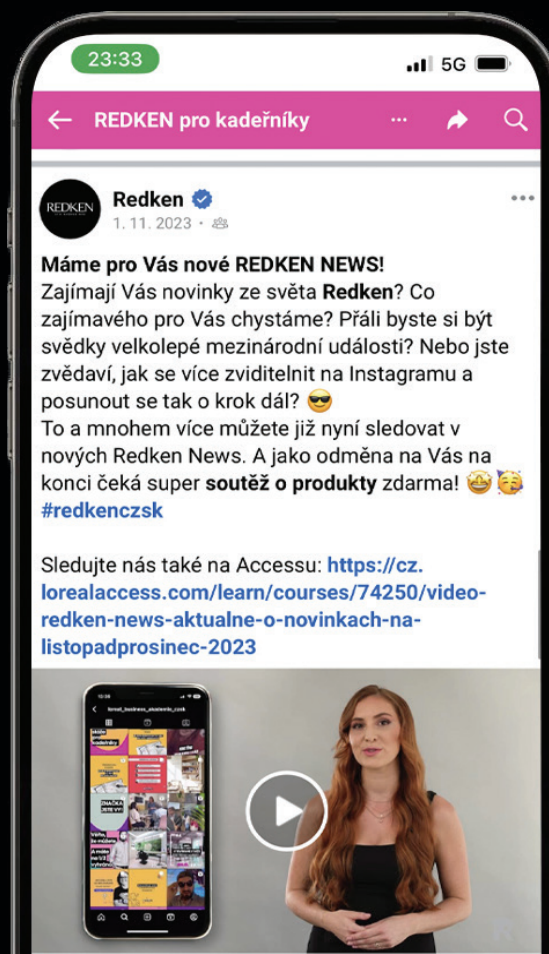 23:33
5G
REDKEN pro kadeřníky
REDKEN
Redken
1. 11. 2023
Máme pro Vás nové REDKEN NEWS!
Zajímají Vás novinky ze světa Redken? Co
zajímavého pro Vás chystáme? Přáli byste si být
svědky velkolepé mezinárodní události? Nebo jste
zvědaví, jak se více zviditelnit na Instagramu a
posunout se tak o krok dál? 😎
To a mnohem více můžete již nyní sledovat v
nových Redken News. A jako odměna na Vás na
konci čeká super soutěž o produkty zdarma! 🤩🥳
#redkenczsk
Sledujte nás také na Accessu: https://cz.
lorealaccess.com/learn/courses/74250/video-
redken-news-aktualne-o-novinkach-na-
listopadprosinec-2023
ZNAČKA
JSTE VY!